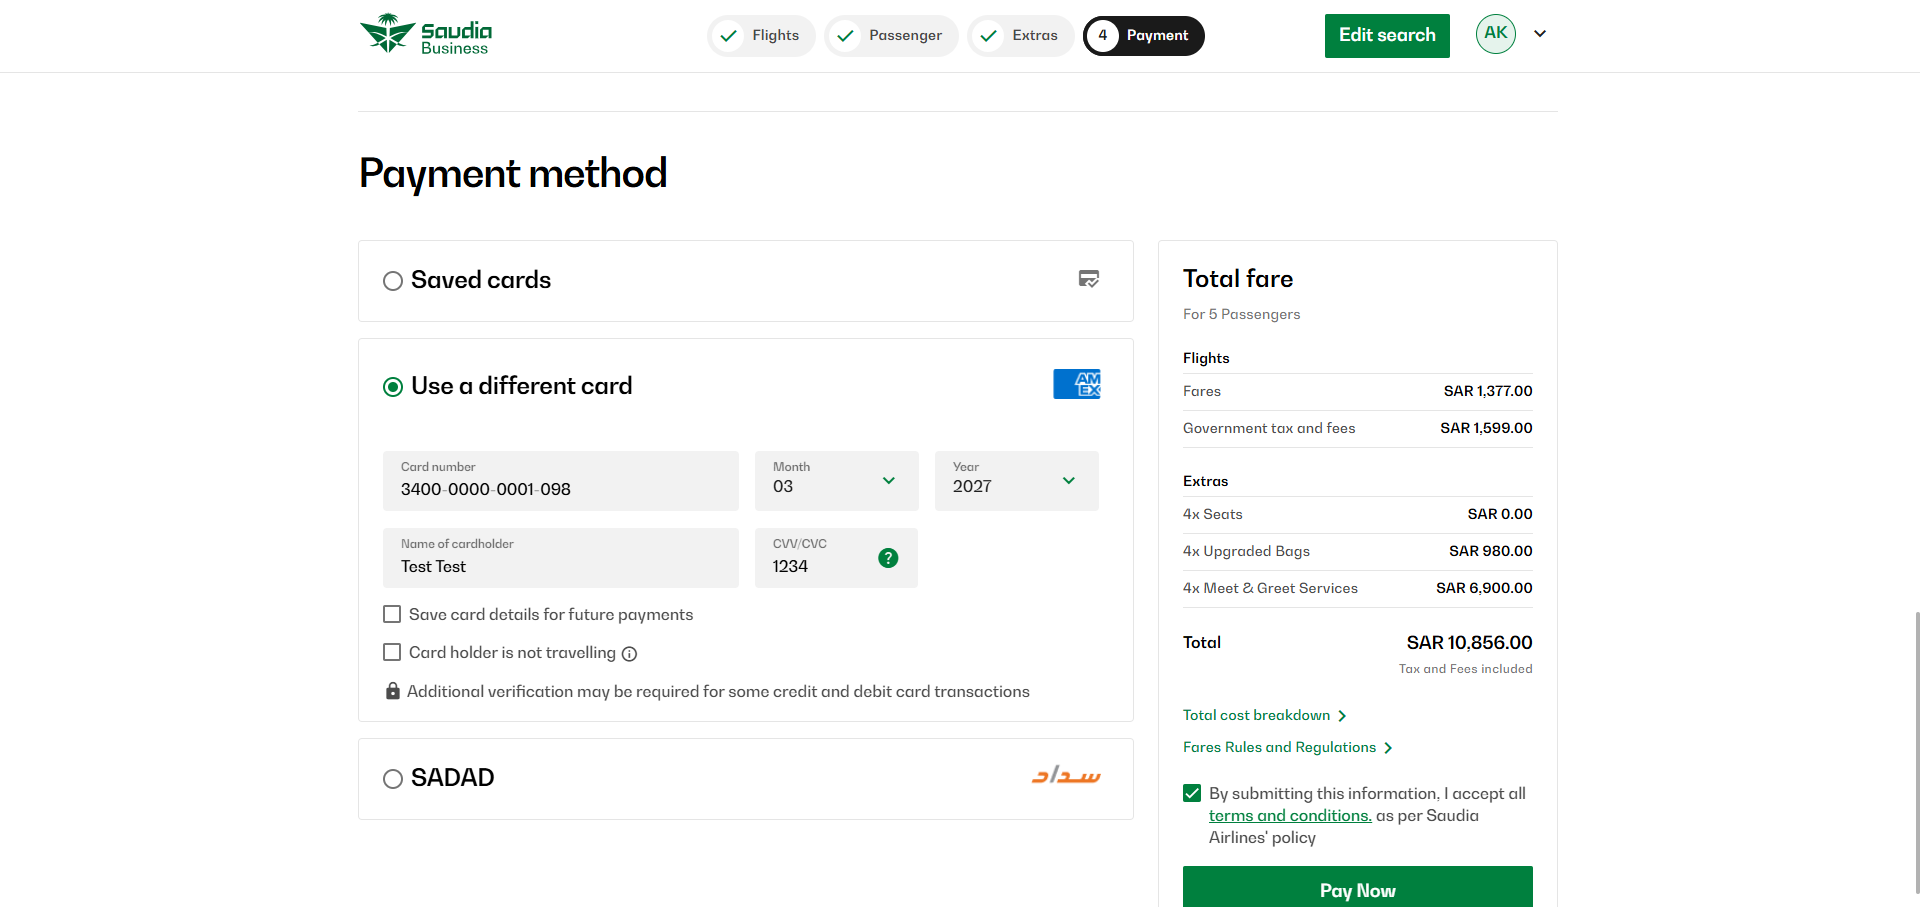 Saudia
Business
Flights
Passenger
Extras
4 Payment
Edit search
AK
Payment method
Saved cards
Use a different card
AM
EX
Card number
3400-0000-0001-098
Month
03
Year
2027
Name of cardholder
Test Test
CVV/CVC
1234
?
Save card details for future payments
Card holder is not travelling
Additional verification may be required for some credit and debit card transactions
SADAD
سداد
Total fare
For 5 Passengers
Flights
Fares SAR 1,377.00
Government tax and fees SAR 1,599.00
Extras
4x Seats SAR 0.00
4x Upgraded Bags SAR 980.00
4x Meet & Greet Services SAR 6,900.00
Total SAR 10,856.00
Tax and Fees included
Total cost breakdown
Fares Rules and Regulations
By submitting this information, I accept all
terms and conditions. as per Saudia
Airlines' policy
Pay Now